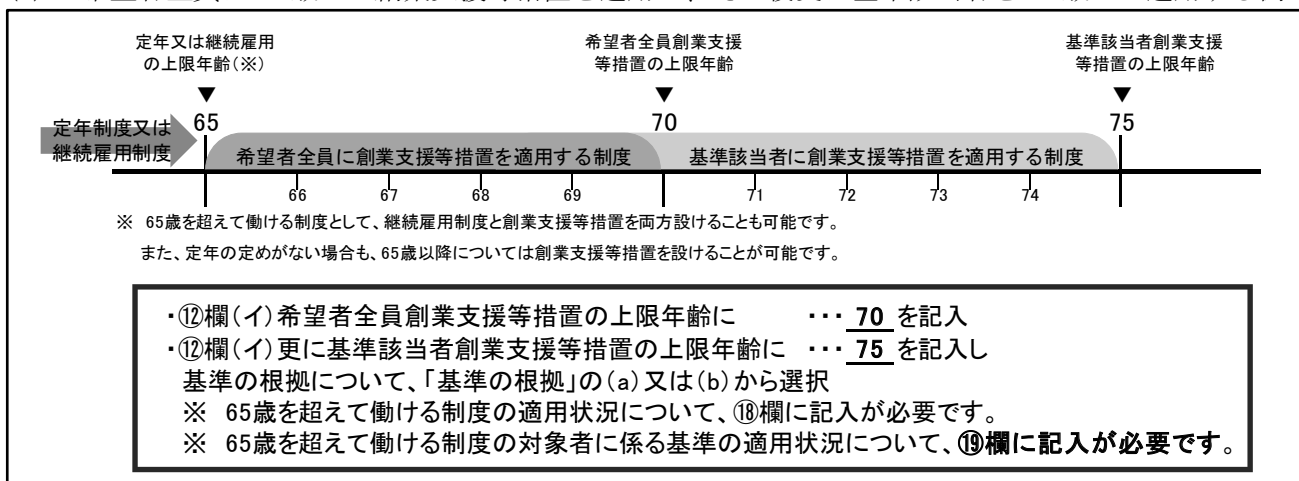 定年又は継続雇用
の上限年齢(※)
▼
65
希望者全員創業支援
等措置の上限年齢
▼
70
基準該当者創業支援
等措置の上限年齢
▼
75
定年制度又は
継続雇用制度
希望者全員に創業支援等措置を適用する制度
基準該当者に創業支援等措置を適用する制度
66 67 68 69 71 72 73 74
※ 65歳を超えて働ける制度として、継続雇用制度と創業支援等措置を両方設けることも可能です。
また、定年の定めがない場合も、65歳以降については創業支援等措置を設けることが可能です。
・⑫欄(イ)希望者全員創業支援等措置の上限年齢に ・・・ 70 を記入
・⑫欄(イ)更に基準該当者創業支援等措置の上限年齢に ・・・ 75 を記入し
基準の根拠について、「基準の根拠」の(a)又は(b)から選択
※ 65歳を超えて働ける制度の適用状況について、⑱欄に記入が必要です。
※ 65歳を超えて働ける制度の対象者に係る基準の適用状況について、⑲欄に記入が必要です。